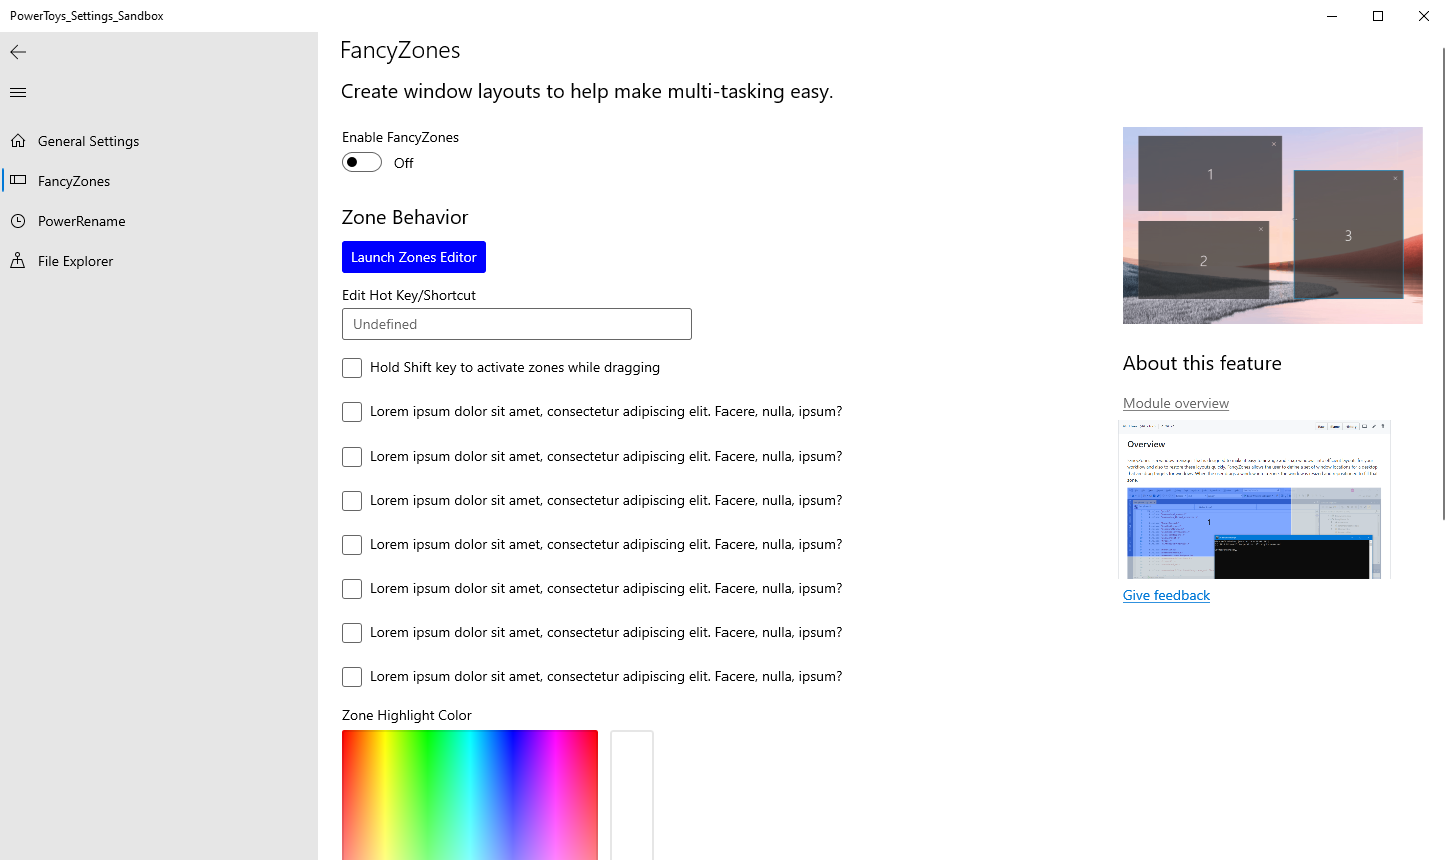 PowerToys_Settings_Sandbox
General Settings
FancyZones
PowerRename
File Explorer
FancyZones
Create window layouts to help make multi-tasking easy.
Enable FancyZones
Off
Zone Behavior
Launch Zones Editor
Edit Hot Key/Shortcut
Undefined
Hold Shift key to activate zones while dragging
Lorem ipsum dolor sit amet, consectetur adipiscing elit. Facere, nulla, ipsum?
Lorem ipsum dolor sit amet, consectetur adipiscing elit. Facere, nulla, ipsum?
Lorem ipsum dolor sit amet, consectetur adipiscing elit. Facere, nulla, ipsum?
Lorem ipsum dolor sit amet, consectetur adipiscing elit. Facere, nulla, ipsum?
Lorem ipsum dolor sit amet, consectetur adipiscing elit. Facere, nulla, ipsum?
Lorem ipsum dolor sit amet, consectetur adipiscing elit. Facere, nulla, ipsum?
Lorem ipsum dolor sit amet, consectetur adipiscing elit. Facere, nulla, ipsum?
Zone Highlight Color
1
2
3
About this feature
Module overview
Overview
zone.
1
Give feedback